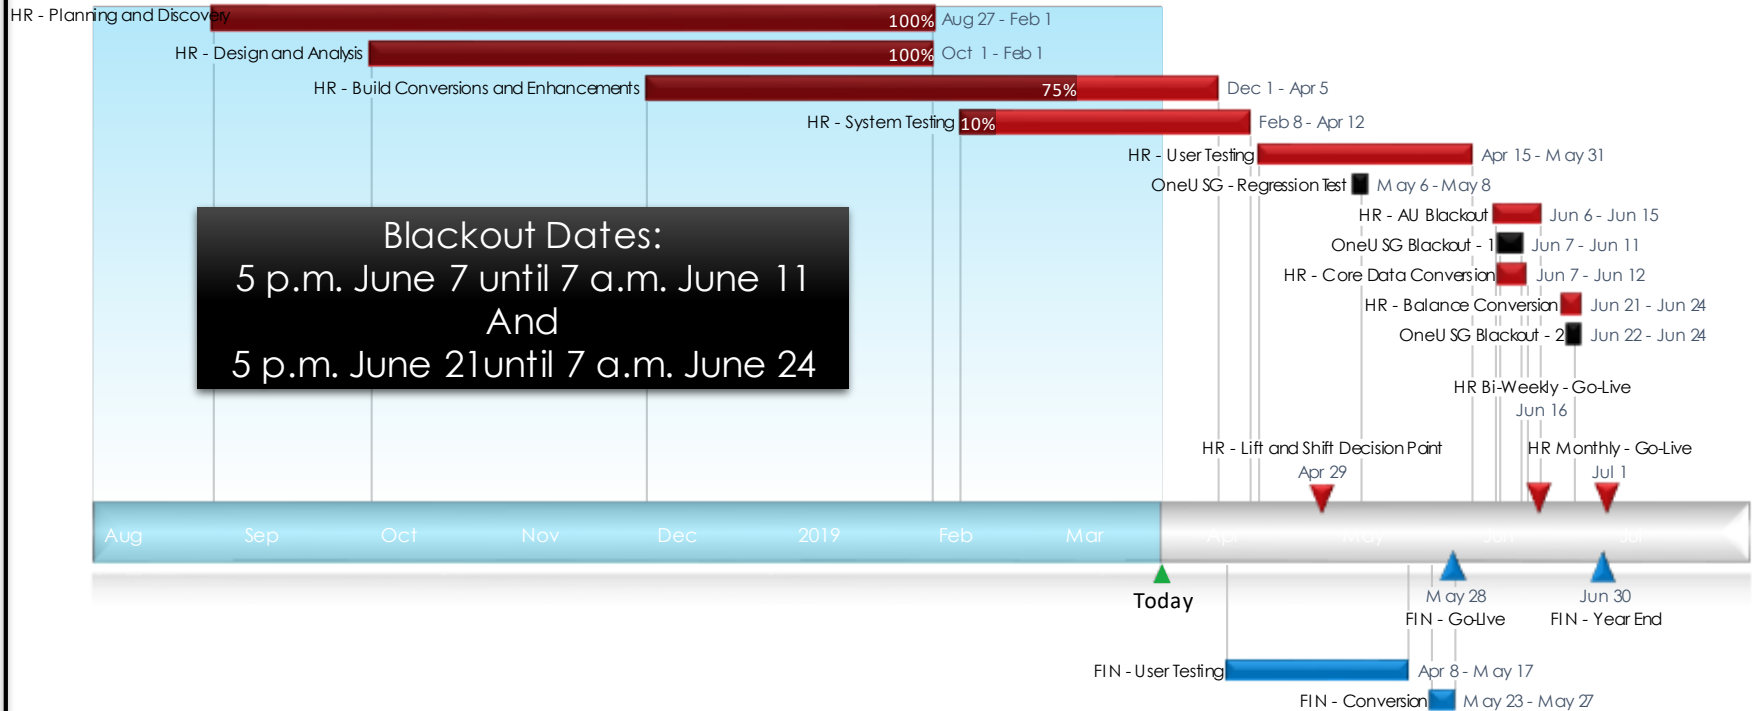 HR - Planning and Discovery 100% Aug 27 - Feb 1
HR - Design and Analysis 100% Oct 1 - Feb 1
HR - Build Conversions and Enhancements 75% Dec 1 - Apr 5
HR - System Testing 10% Feb 8 - Apr 12
HR - User Testing Apr 15 - May 31
OneUSG - Regression Test May 6 - May 8
HR - AU Blackout Jun 6 - Jun 15
OneUSG Blackout - 1 Jun 7 - Jun 11
HR - Core Data Conversion Jun 7 - Jun 12
HR - Balance Conversion Jun 21 - Jun 24
OneUSG Blackout - 2 Jun 22 - Jun 24
Blackout Dates:
5 p.m. June 7 until 7 a.m. June 11
And
5 p.m. June 21until 7 a.m. June 24
HR Bi-Weekly - Go-Live
Jun 16
HR - Lift and Shift Decision Point
Apr 29
HR Monthly - Go-Live
Jul 1
Aug Sep Oct Nov Dec 2019 Feb Mar Apr May Jun Jul
Today
May 28
FIN - Go-Live
Jun 30
FIN - Year End
FIN - User Testing Apr 8 - May 17
FIN - Conversion May 23 - May 27